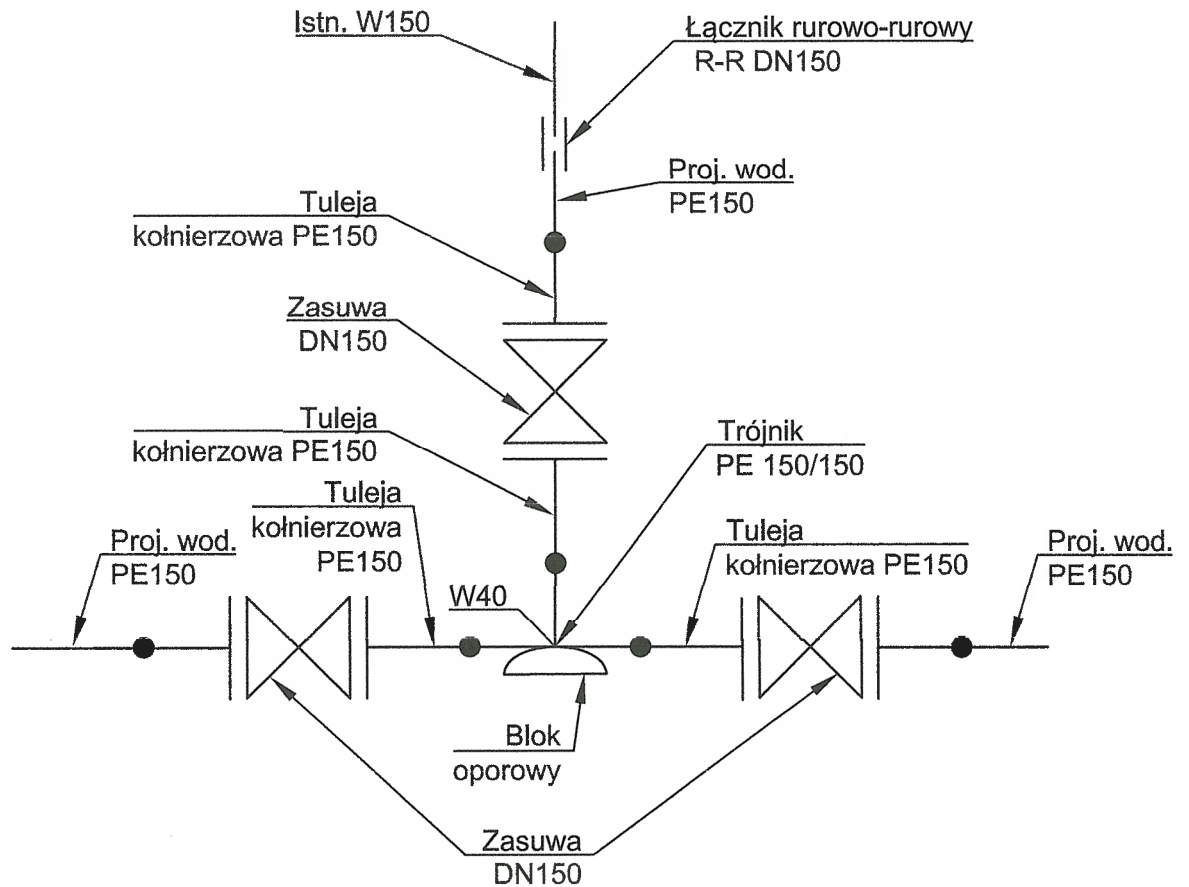 Istn. W150
Łącznik rurowo-rurowy
R-R DN150
Proj. wod.
PE150
Tuleja
kołnierzowa PE150
Zasuwa
DN150
Tuleja
kołnierzowa PE150
Trójnik
PE 150/150
Tuleja
kołnierzowa
PE150
Proj. wod.
PE150
Tuleja
kołnierzowa PE150
Proj. wod.
PE150
W40
Blok
oporowy
Zasuwa
DN150